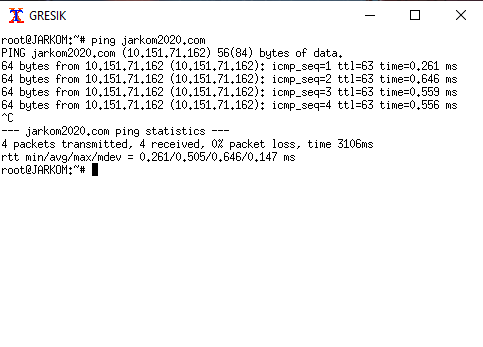 GRESIK
root@JARKOM:~# ping jarkom2020.com
PING jarkom2020.com (10.151.71.162) 56(84) bytes of data.
64 bytes from 10.151.71.162 (10.151.71.162): icmp_seq=1 ttl=63 time=0.261 ms
64 bytes from 10.151.71.162 (10.151.71.162): icmp_seq=2 ttl=63 time=0.646 ms
64 bytes from 10.151.71.162 (10.151.71.162): icmp_seq=3 ttl=63 time=0.559 ms
64 bytes from 10.151.71.162 (10.151.71.162): icmp_seq=4 ttl=63 time=0.556 ms
^C
--- jarkom2020.com ping statistics ---
4 packets transmitted, 4 received, 0% packet loss, time 3106ms
rtt min/avg/max/mdev = 0.261/0.505/0.646/0.147 ms
root@JARKOM:~#